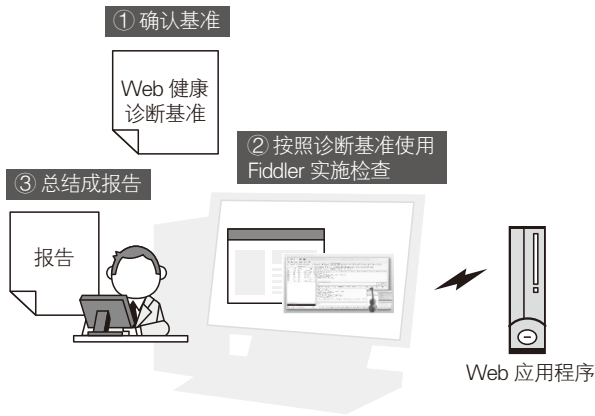 ① 确认基准
Web 健康
诊断基准
② 按照诊断基准使用
Fiddler 实施检查
③ 总结成报告
报告
Web 应用程序